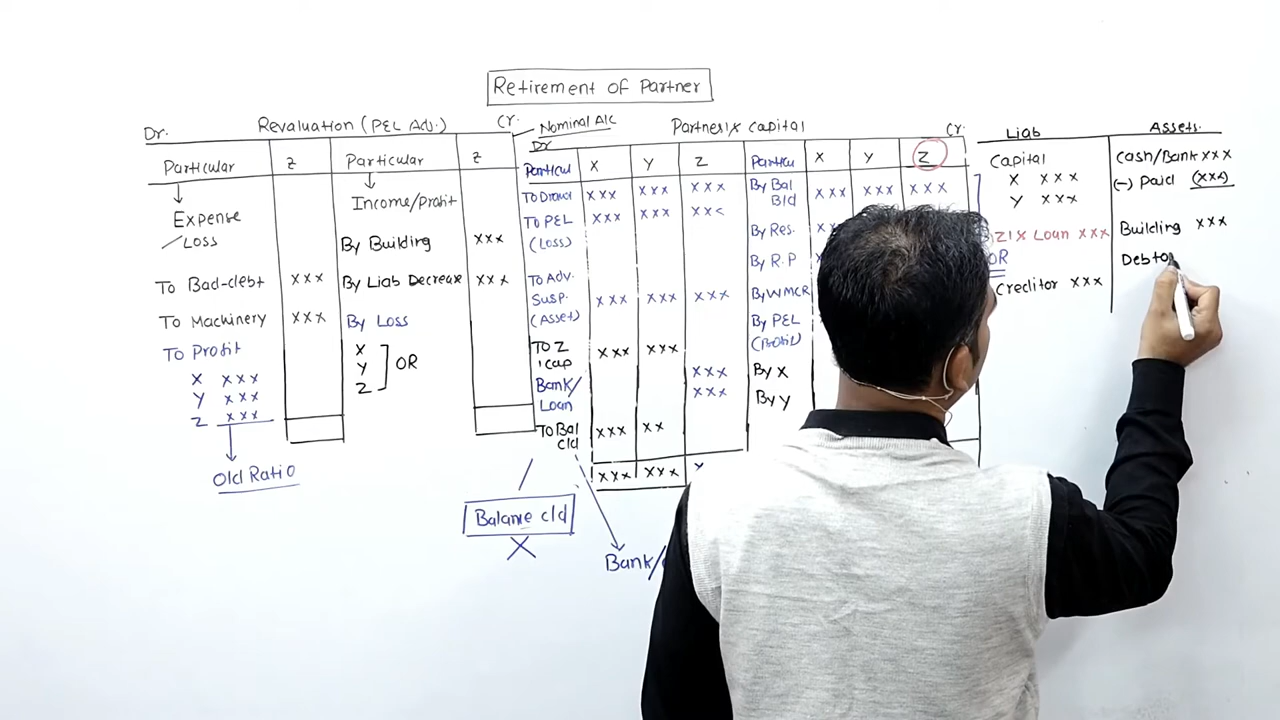 Retirement of Partner
Dr. Revaluation (P&L Adj.) Cr.
Particular z Particular z
Expense
/Loss
Income/Profit
By Building xxx
To Bad-debt xxx By Liab Decrease xxx
To Machinery xxx By Loss
To Profit
X xxx
Y xxx
Z xxx
X
Y
Z
OR
Old Ratio
Nominal A/c
Dr Partner's capital Cr.
Particul X Y Z Particul X Y Z
To Drawi xxx xxx xxx By Bal xxx xxx xxx
B/d
To P&L xxx xxx
(Loss)
By Res.
By R.P
To Adv.
Susp. xxx xxx xxx By WMCR
(Asset)
By P&L
(Profit)
To Z xxx xxx
'cap
xxx By X
Bank/ xxx By Y
Loan
To Bal xxx xx
c/d
xxx xxx
Balance c/d
X
Bank/
Liab Assets.
Capital Cash/Bank xxx
X xxx (-) Paid (xxx)
Y xxx
Z's Loan xxx Building xxx
OR Debto
Creditor xxx